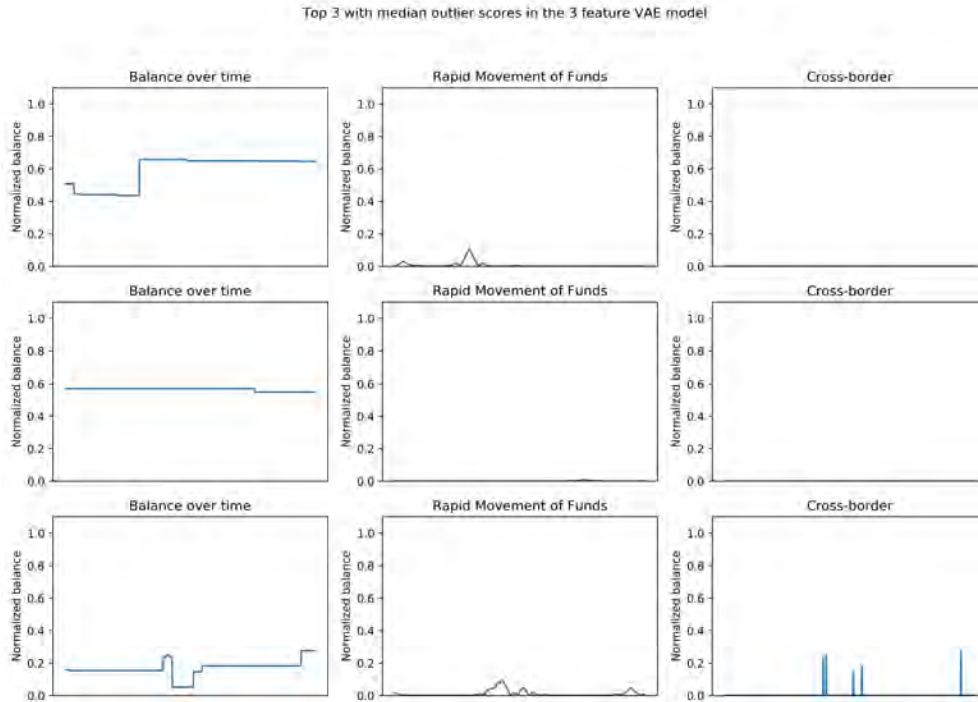 Top 3 with median outlier scores in the 3 feature VAE model
Balance over time
Rapid Movement of Funds
Cross-border
Normalized balance
1.0
0.8
0.6
0.4
0.2
0.0
Normalized balance
1.0
0.8
0.6
0.4
0.2
0.0
Normalized balance
1.0
0.8
0.6
0.4
0.2
0.0
Balance over time
Rapid Movement of Funds
Cross-border
Normalized balance
1.0
0.8
0.6
0.4
0.2
0.0
Normalized balance
1.0
0.8
0.6
0.4
0.2
0.0
Normalized balance
1.0
0.8
0.6
0.4
0.2
0.0
Balance over time
Rapid Movement of Funds
Cross-border
Normalized balance
1.0
0.8
0.6
0.4
0.2
0.0
Normalized balance
1.0
0.8
0.6
0.4
0.2
0.0
Normalized balance
1.0
0.8
0.6
0.4
0.2
0.0